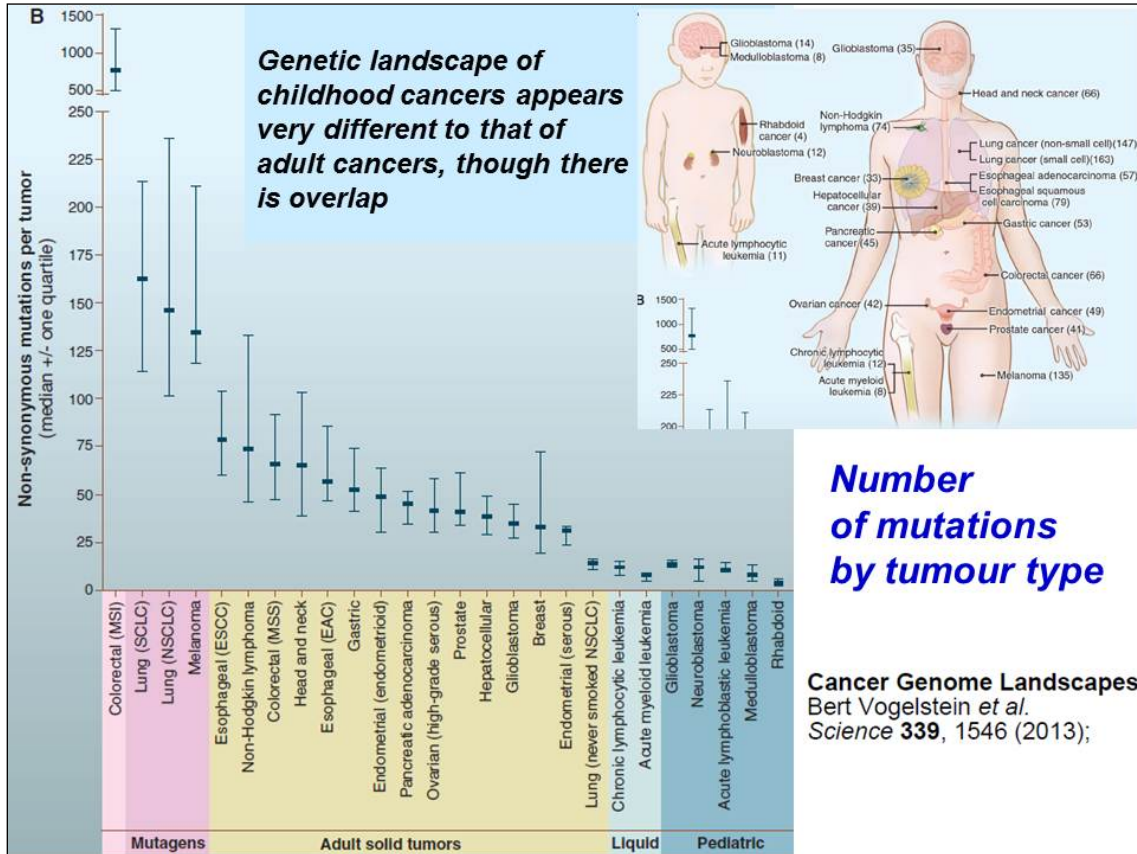 B
1500
1000
500
250
225
200
175
150
125
100
75
50
25
0
Non-synonymous mutations per tumor
(median +/- one quartile)
Genetic landscape of
childhood cancers appears
very different to that of
adult cancers, though there
is overlap
Glioblastoma (14)
Medulloblastoma (8)
Rhabdoid
cancer (4)
Neuroblastoma (12)
Acute lymphocytic
leukemia (11)
B
1500
1000
500
250
225
200
Glioblastoma (35)
Head and neck cancer (66)
Non-Hodgkin
lymphoma (74)
Lung cancer (non-small cell)(147)
Lung cancer (small cell)(163)
Esophageal adenocarcinoma (57)
Esophageal squamous
cell carcinoma (79)
Breast cancer (33)
Hepatocellular
cancer (39)
Gastric cancer (53)
Pancreatic
cancer (45)
Colorectal cancer (66)
Ovarian cancer (42)
Endometrial cancer (49)
Prostate cancer (41)
Chronic lymphocytic
leukemia (12)
Acute myeloid
leukemia (8)
Melanoma (135)
Number
of mutations
by tumour type
Colorectal (MSI)
Lung (SCLC)
Lung (NSCLC)
Melanoma
Esophageal (ESCC)
Non-Hodgkin lymphoma
Colorectal (MSS)
Head and neck
Esophageal (EAC)
Gastric
Endometrial (endometrioid)
Pancreatic adenocarcinoma
Ovarian (high-grade serous)
Prostate
Hepatocellular
Glioblastoma
Breast
Endometrial (serous)
Lung (never smoked NSCLC)
Chronic lymphocytic leukemia
Acute myeloid leukemia
Glioblastoma
Neuroblastoma
Acute lymphoblastic leukemia
Medulloblastoma
Rhabdoid
Mutagens
Adult solid tumors
Liquid
Pediatric
Cancer Genome Landscapes
Bert Vogelstein et al.
Science 339, 1546 (2013);